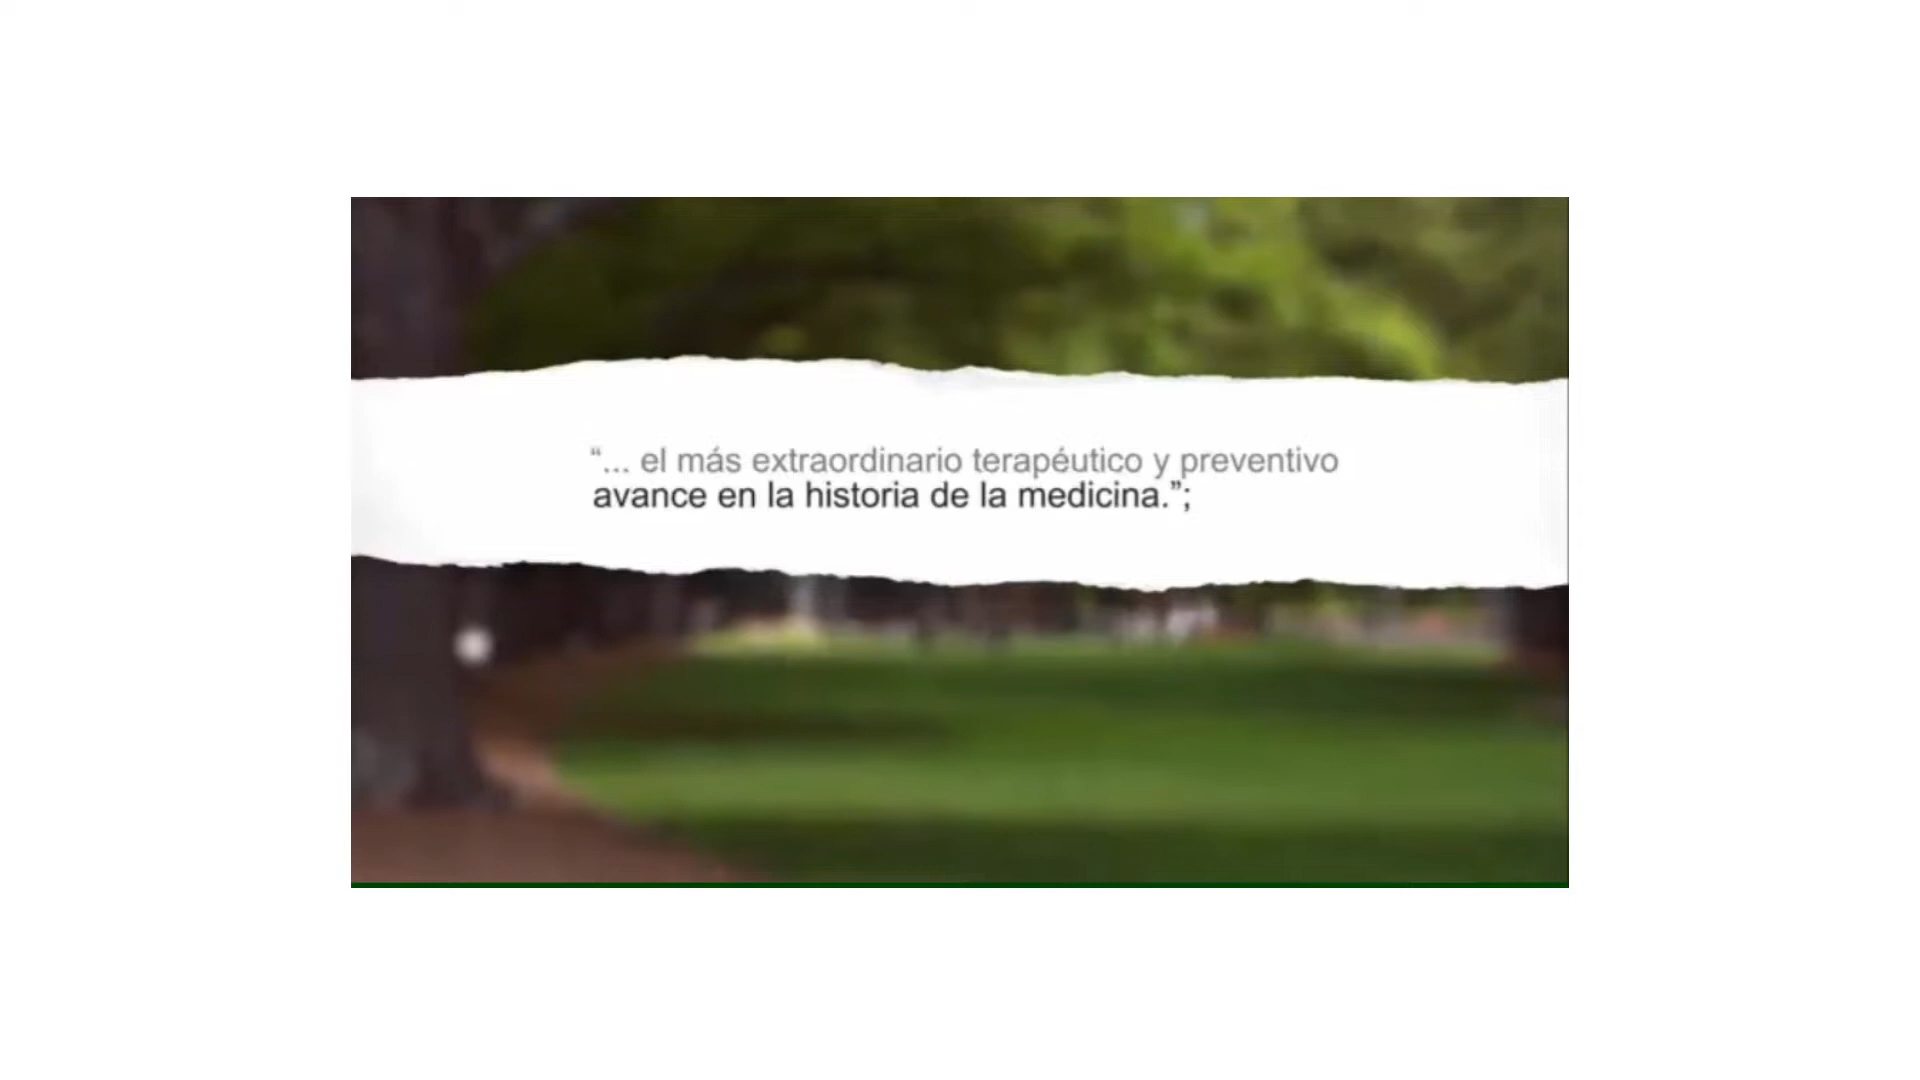 “... el más extraordinario terapéutico y preventivo
avance en la historia de la medicina.”;